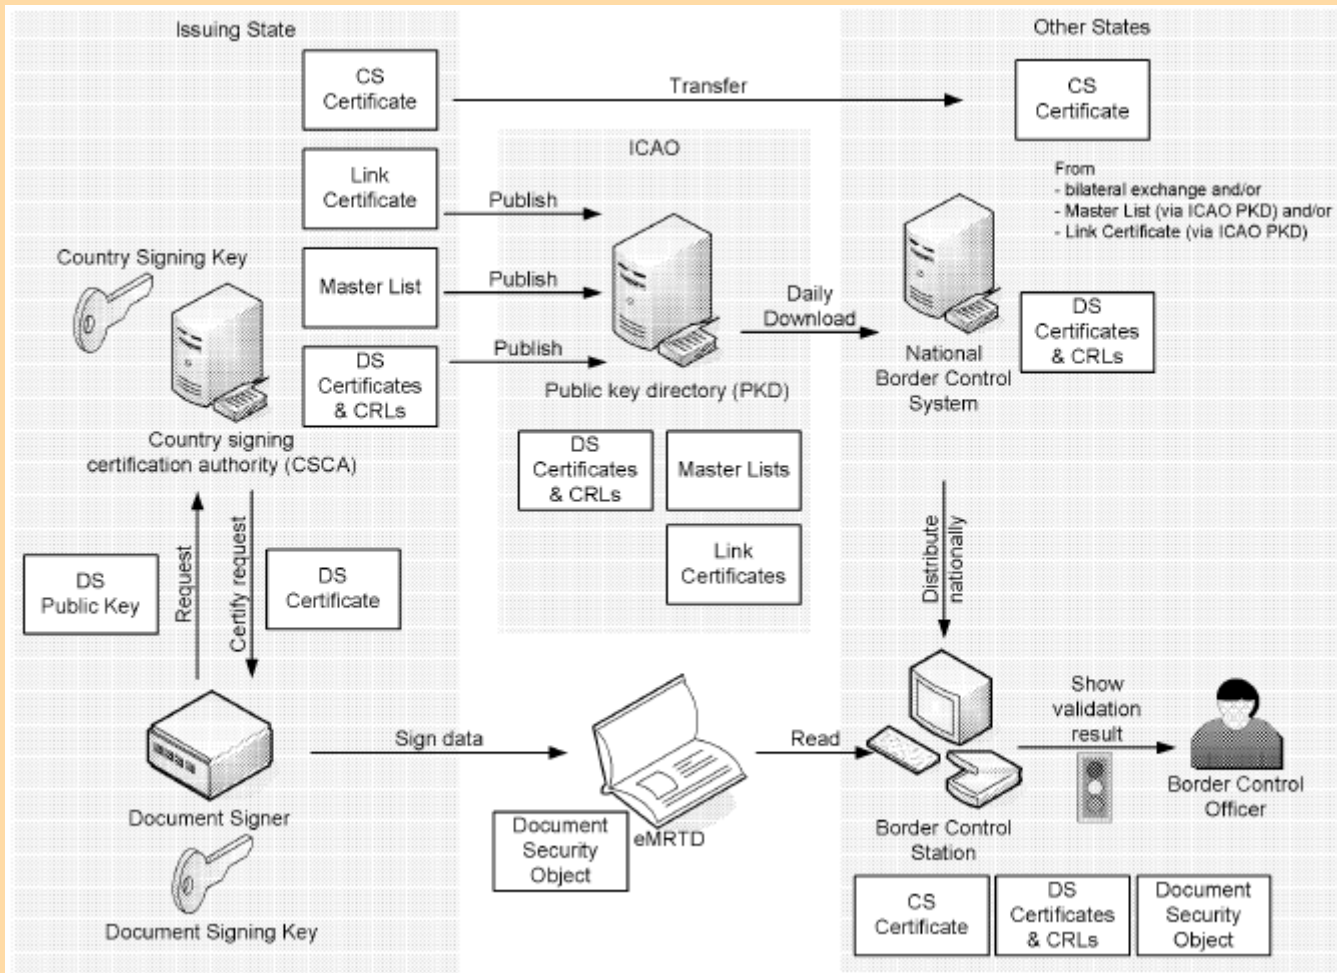 Issuing State
Other States
CS
Certificate
Transfer
CS
Certificate
ICAO
Link
Certificate
Publish
From
- bilateral exchange and/or
- Master List (via ICAO PKD) and/or
- Link Certificate (via ICAO PKD)
Country Signing Key
Master List
Publish
Daily
Download
DS
Certificates
& CRLs
Publish
DS
Certificates
& CRLs
National
Border Control
System
Public key directory (PKD)
Country signing
certification authority (CSCA)
DS
Certificates
& CRLs
Master Lists
Link
Certificates
DS
Public Key
Request
Certify request
DS
Certificate
Distribute
nationally
Sign data
Read
Show
validation
result
Document Signer
Document
Security
Object
eMRTD
Border Control
Station
Border Control
Officer
Document Signing Key
CS
Certificate
DS
Certificates
& CRLs
Document
Security
Object